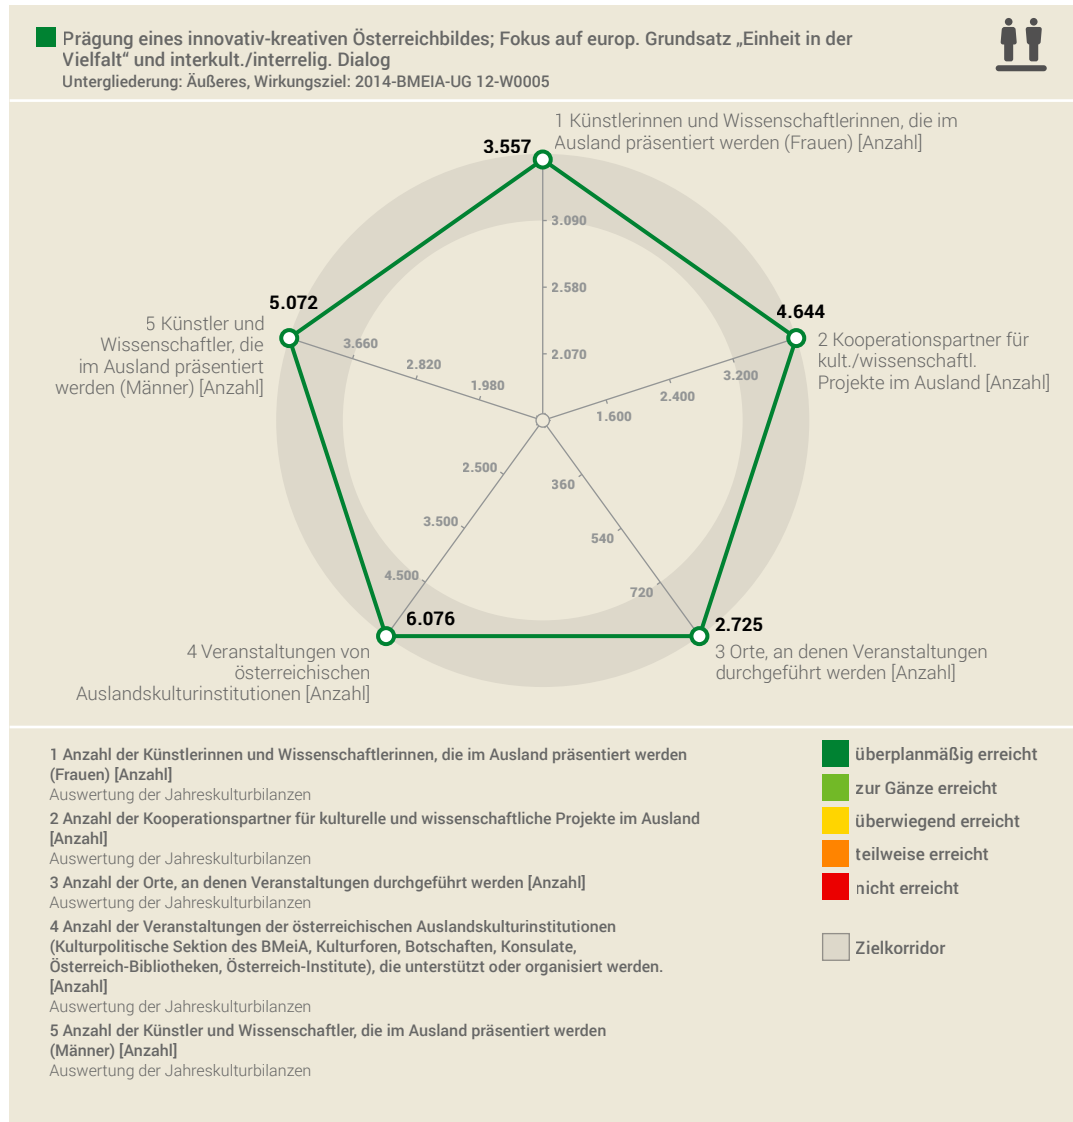 Prägung eines innovativ-kreativen Österreichbildes; Fokus auf europ. Grundsatz „Einheit in der
Vielfalt“ und interkult./interrelig. Dialog
Untergliederung: Äußeres, Wirkungsziel: 2014-BMEIA-UG 12-W0005
1 Künstlerinnen und Wissenschaftlerinnen, die im
Ausland präsentiert werden (Frauen) [Anzahl]
3.557
3.090
2.580
2.070
4.644
2 Kooperationspartner für
kult./wissenschaftl.
Projekte im Ausland [Anzahl]
3.200
2.400
1.600
5.072
5 Künstler und
Wissenschaftler, die
im Ausland präsentiert
werden (Männer) [Anzahl]
3.660
2.820
1.980
2.500
3.500
4.500
360
540
720
6.076
4 Veranstaltungen von
österreichischen
Auslandskulturinstitutionen [Anzahl]
2.725
3 Orte, an denen Veranstaltungen
durchgeführt werden [Anzahl]
1 Anzahl der Künstlerinnen und Wissenschaftlerinnen, die im Ausland präsentiert werden
(Frauen) [Anzahl]
Auswertung der Jahreskulturbilanzen
2 Anzahl der Kooperationspartner für kulturelle und wissenschaftliche Projekte im Ausland
[Anzahl]
Auswertung der Jahreskulturbilanzen
3 Anzahl der Orte, an denen Veranstaltungen durchgeführt werden [Anzahl]
Auswertung der Jahreskulturbilanzen
4 Anzahl der Veranstaltungen der österreichischen Auslandskulturinstitutionen
(Kulturpolitische Sektion des BMeiA, Kulturforen, Botschaften, Konsulate,
Österreich-Bibliotheken, Österreich-Institute), die unterstützt oder organisiert werden.
[Anzahl]
Auswertung der Jahreskulturbilanzen
5 Anzahl der Künstler und Wissenschaftler, die im Ausland präsentiert werden
(Männer) [Anzahl]
Auswertung der Jahreskulturbilanzen
überplanmäßig erreicht
zur Gänze erreicht
überwiegend erreicht
teilweise erreicht
nicht erreicht
Zielkorridor